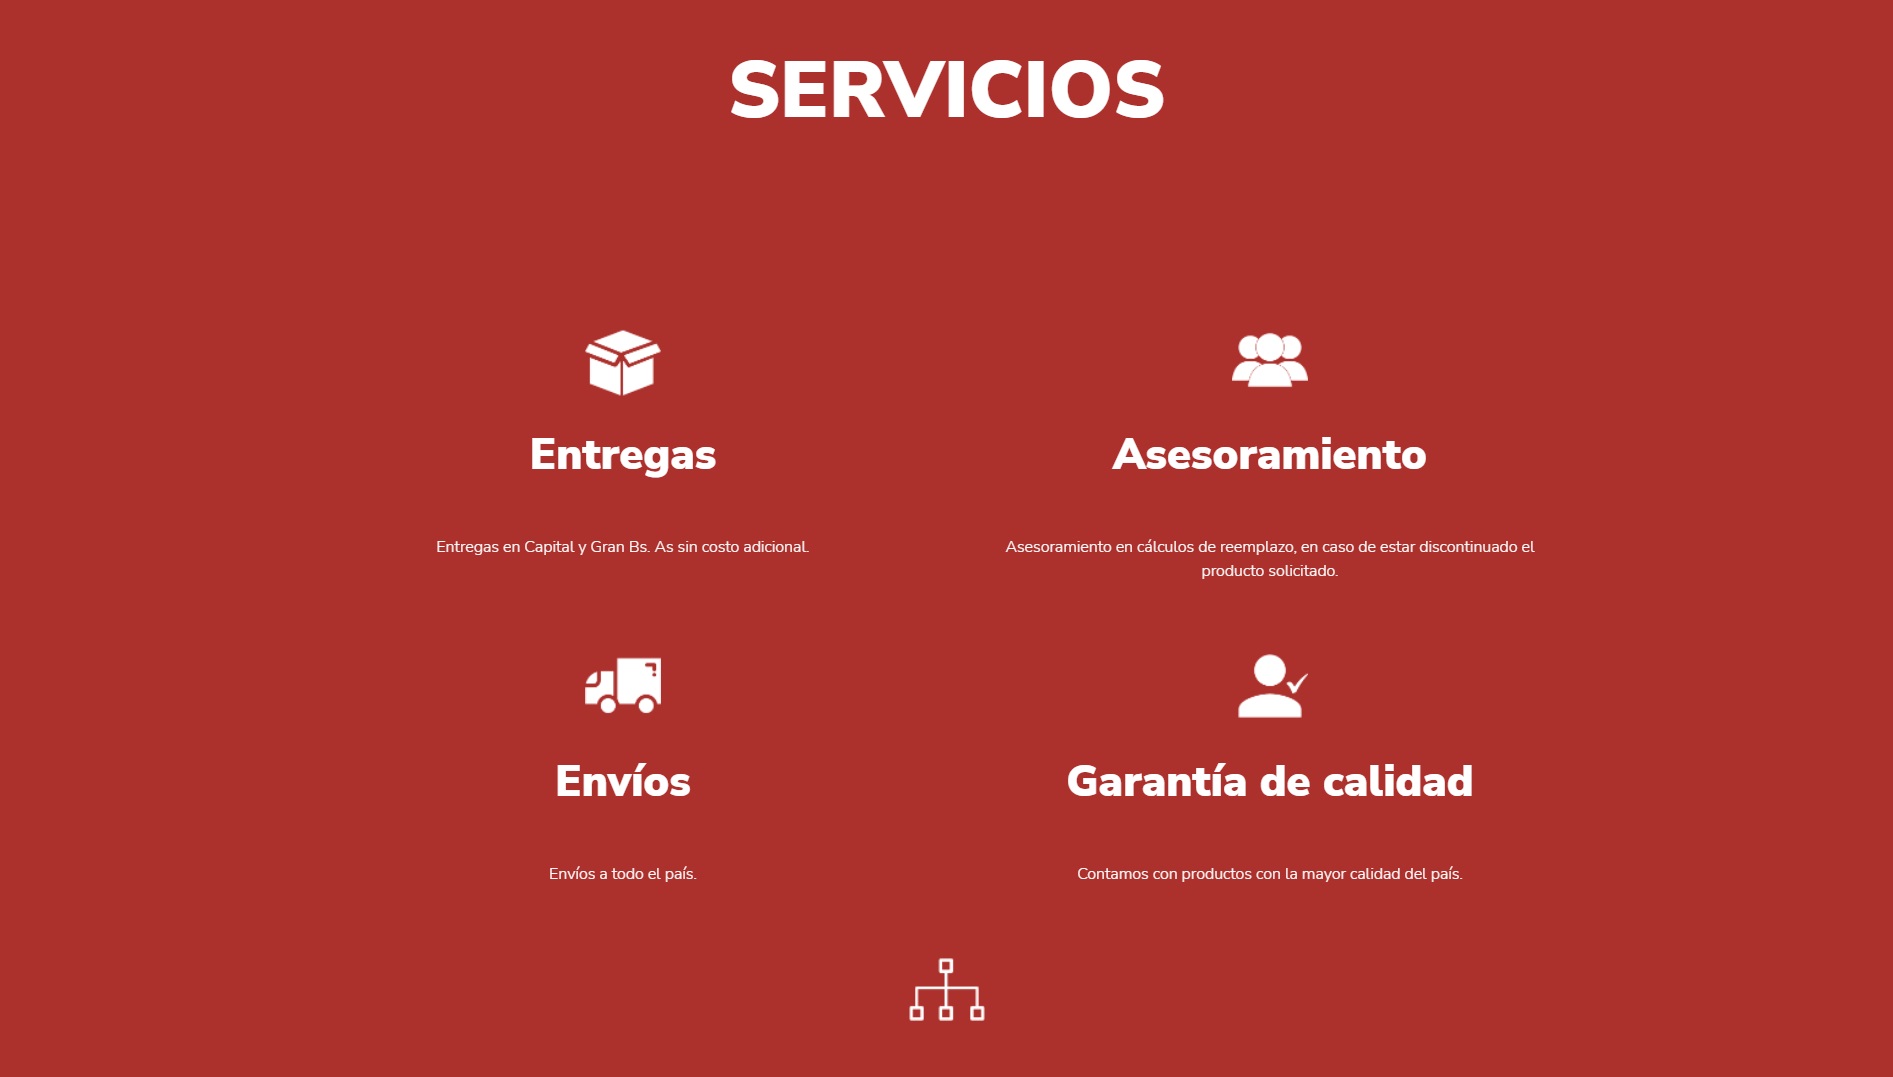 SERVICIOS
Entregas
Entregas en Capital y Gran Bs. As sin costo adicional.
Asesoramiento
Asesoramiento en cálculos de reemplazo, en caso de estar discontinuado el
producto solicitado.
Envíos
Envíos a todo el país.
Garantía de calidad
Contamos con productos con la mayor calidad del país.